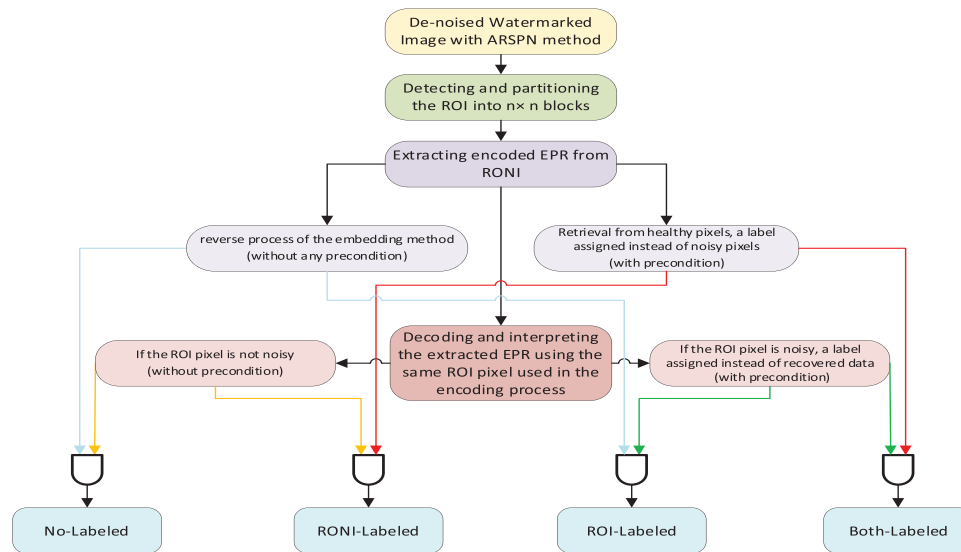 De-noised Watermarked
Image with ARSPN method
Detecting and partitioning
the ROI into n× n blocks
Extracting encoded EPR from
RONI
reverse process of the embedding method
(without any precondition)
Retrieval from healthy pixels, a label
assigned instead of noisy pixels
(with precondition)
If the ROI pixel is not noisy
(without precondition)
Decoding and interpreting
the extracted EPR using the
same ROI pixel used in the
encoding process
If the ROI pixel is noisy, a label
assigned instead of recovered data
(with precondition)
No-Labeled
RONI-Labeled
ROI-Labeled
Both-Labeled